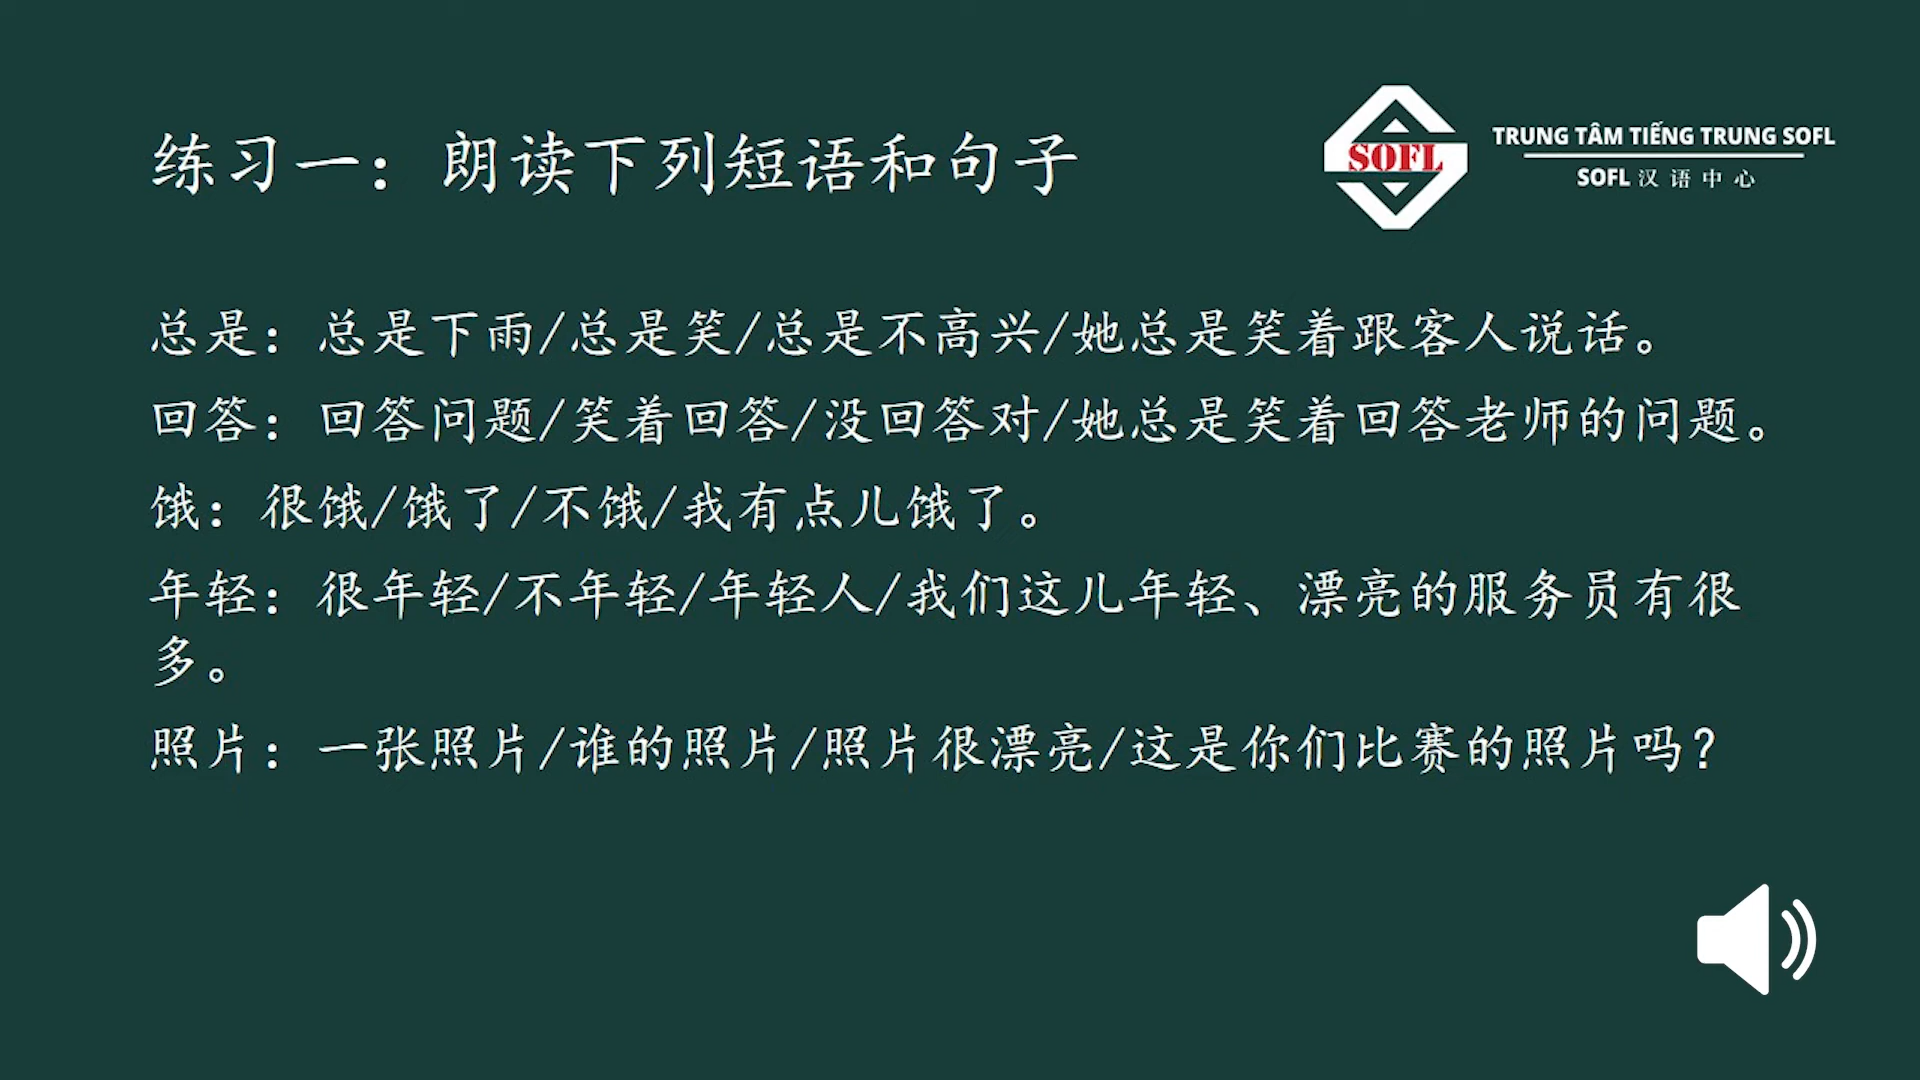 练习一：朗读下列短语和句子
SOFL
TRUNG TÂM TIẾNG TRUNG SOFL
SOFL 汉语中心
总是：总是下雨/总是笑/总是不高兴/她总是笑着跟客人说话。
回答：回答问题/笑着回答/没回答对/她总是笑着回答老师的问题。
饿：很饿/饿了/不饿/我有点儿饿了。
年轻：很年轻/不年轻/年轻人/我们这儿年轻、漂亮的服务员有很
多。
照片：一张照片/谁的照片/照片很漂亮/这是你们比赛的照片吗？